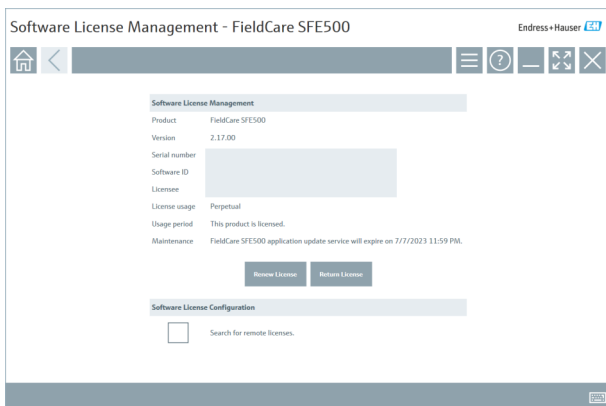 Software License Management - FieldCare SFE500
Endress+Hauser EH
?
Software License Management
Product FieldCare SFE500
Version 2.17.00
Serial number
Software ID
Licensee
License usage Perpetual
Usage period This product is licensed.
Maintenance FieldCare SFE500 application update service will expire on 7/7/2023 11:59 PM.
Renew License Return License
Software License Configuration
Search for remote licenses.